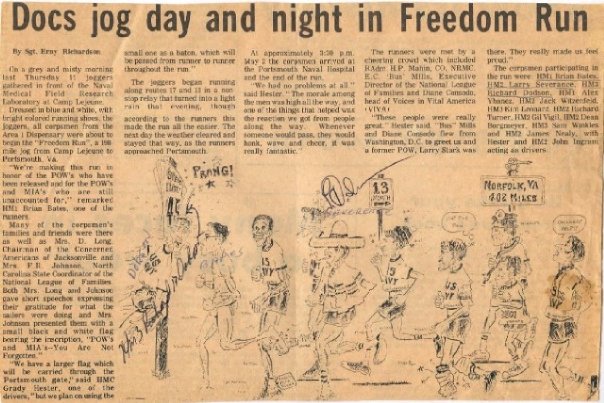 Docs jog day and night in Freedom Run
By Sgt. Erny Richardson
On a grey and misty morning
last Thursday 11 joggers
gathered in front of the Naval
Medical Field Research
Laboratory at Camp Lejeune.
Dressed in blue and white, with
bright colored running shoes, the
joggers, all corpsmen from the
Area 1 Dispensary were about to
begin the "Freedom Run", a
mile jog from Camp Lejeune to
Portsmouth, Va.
"We're making this run in
honor of the POW's who have
been released and for the POW's
and MIA's who are still
unaccounted for," remarked
HM1 Brian Bates, one of the
runners.
Many of the corpsmen's
families and friends were there
as well as Mrs. D. Long,
Chairman of the Concerned
Americans of Jacksonville and
Mrs. F.R. Johnson, North
Carolina State Coordinator of the
National League of Families.
Both Mrs. Long and Johnson
gave short speeches expressing
their gratitude for what the
sailors were doing and Mrs.
Johnson presented them with a
small black and white flag
bearing the inscription, "POW's
and MIA's--You Are Not
Forgotten."
"We have a larger flag which
will be carried through the
Portsmouth gate," said HMC
Grady Hester, one of the
drivers, "but we plan on using the
small one as a baton, which will
be passed from runner to runner
throughout the run."
The joggers began running
along routes 17 and 13 in a non-
stop relay that turned into a light
rain that evening, though
according to the runners this
made the run all the easier. The
next day the weather cleared and
stayed that way, as the runners
approached Portsmouth.
At approximately 3:30 p.m.
May 2 the corpsmen arrived at
the Portsmouth Naval Hospital
and the end of the run.
"We had no problems at all"
said Hester. "The morale among
the men was high all the way, and
one of the things that helped was
the reaction we got from people
along the way. Whenever
someone would pass, they would
honk, wave and cheer, it was
really fantastic."
The runners were met by a
cheering crowd which included
RAdm. H.P. Mahin, CO, NRMC,
E.C. 'Bus' Mills, Executive
Director of the National League
of Families and Diane Consado,
head of Voices in Vital America
(VIVA).
"These people were really
great." Hester said, "Bus" Mills
and Diane Consado flew from
Washington, D.C. to greet us and
a former POW, Larry Stark was
there. They really made us feel
proud."
The corpsmen participating in
the run were HM1 Brian Bates,
HM2 Larry Severence, HM3
Richard Dodson, HM1 Alex
Ybanez, HM2 Jack Witzenfeld,
HM3 Kim Leonard, HM2 Richard
Turner, HM2 Gil Vigil, HM2 Dean
Borgmeyer, HM3 Sam Wankles
and HM2 James Nealy, with
Hester and HM2 John Ingram
acting as drivers.
PRANG!
13
NORTH
NORFOLK, VA
402 MILES
US
NAVY